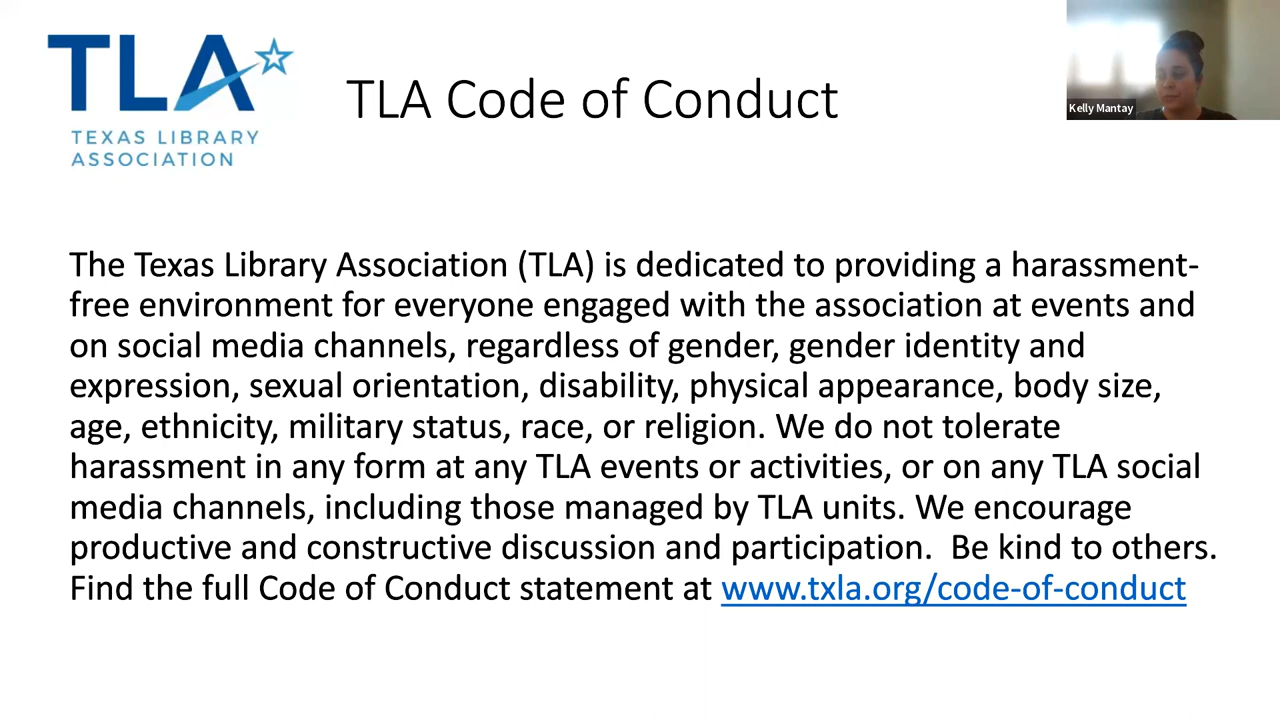 TLA
TEXAS LIBRARY
ASSOCIATION
TLA Code of Conduct
Kelly Mantay
The Texas Library Association (TLA) is dedicated to providing a harassment-
free environment for everyone engaged with the association at events and
on social media channels, regardless of gender, gender identity and
expression, sexual orientation, disability, physical appearance, body size,
age, ethnicity, military status, race, or religion. We do not tolerate
harassment in any form at any TLA events or activities, or on any TLA social
media channels, including those managed by TLA units. We encourage
productive and constructive discussion and participation.  Be kind to others.
Find the full Code of Conduct statement at www.txla.org/code-of-conduct